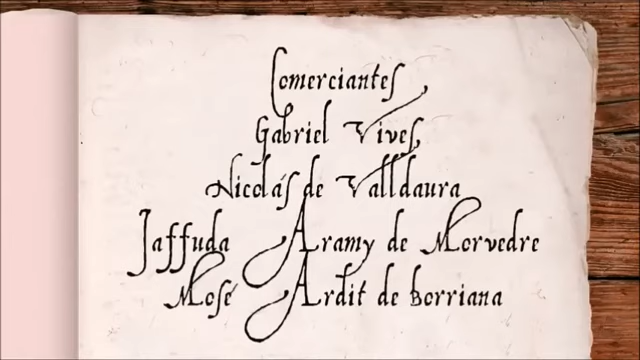 Comerciantes
Gabriel Vives
Nicolás de Valldaura
Jaffuda Aramy de Morvedre
Mosé Ardit de Borriana